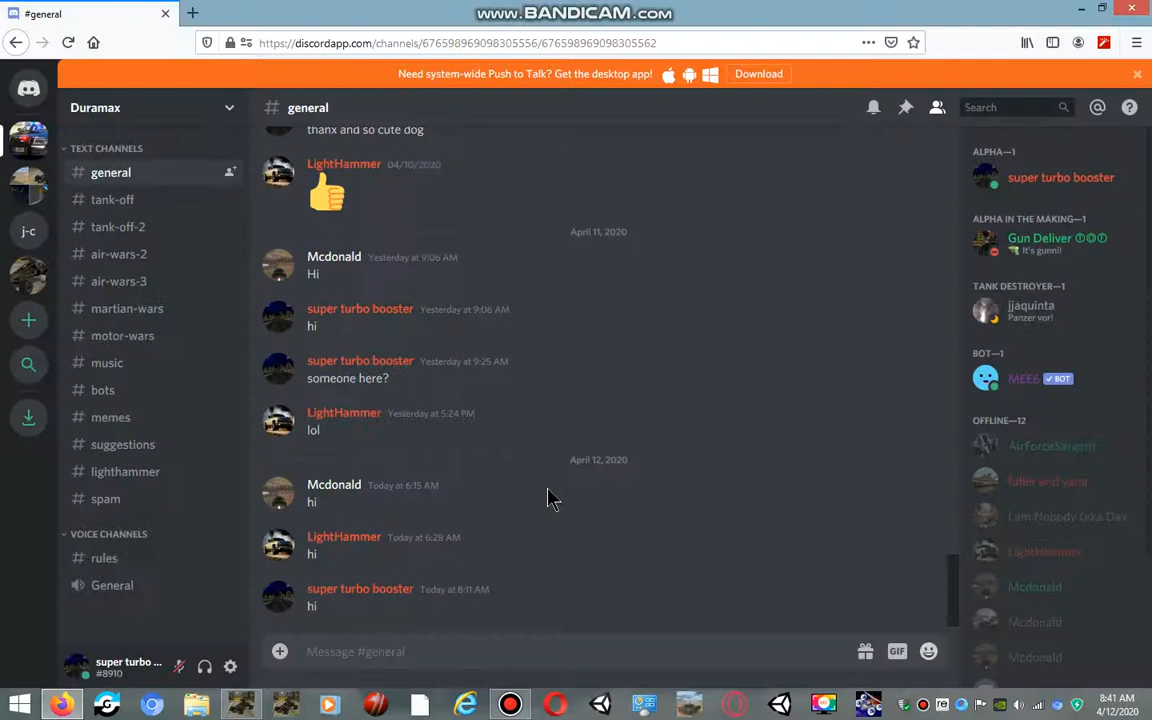 #general
www.BANDICAM.com
https://discordapp.com/channels/676598969098305556/676598969098305562
Need system-wide Push to Talk? Get the desktop app!
Download
Duramax
general
Search
TEXT CHANNELS
general
tank-off
tank-off-2
air-wars-2
air-wars-3
martian-wars
motor-wars
music
bots
memes
suggestions
lighthammer
spam
VOICE CHANNELS
rules
General
j-c
super turbo ...
#8910
thanx and so cute dog
LightHammer 04/10/2020
April 11, 2020
Mcdonald Yesterday at 9:06 AM
Hi
super turbo booster Yesterday at 9:06 AM
hi
super turbo booster Yesterday at 9:25 AM
someone here?
LightHammer Yesterday at 5:24 PM
lol
April 12, 2020
Mcdonald Today at 6:15 AM
hi
LightHammer Today at 6:28 AM
hi
super turbo booster Today at 8:11 AM
hi
Message #general
GIF
ALPHA—1
super turbo booster
ALPHA IN THE MAKING—1
Gun Deliver
It's gunni!
TANK DESTROYER—1
jjaquinta
Panzer vor!
BOT—1
MEE6 BOT
OFFLINE—12
AirForceSargent
fuller and yang
I am Nobody (aka Dav
LightHammer
Mcdonald
Mcdonald
Mcdonald
8:41 AM
4/12/2020